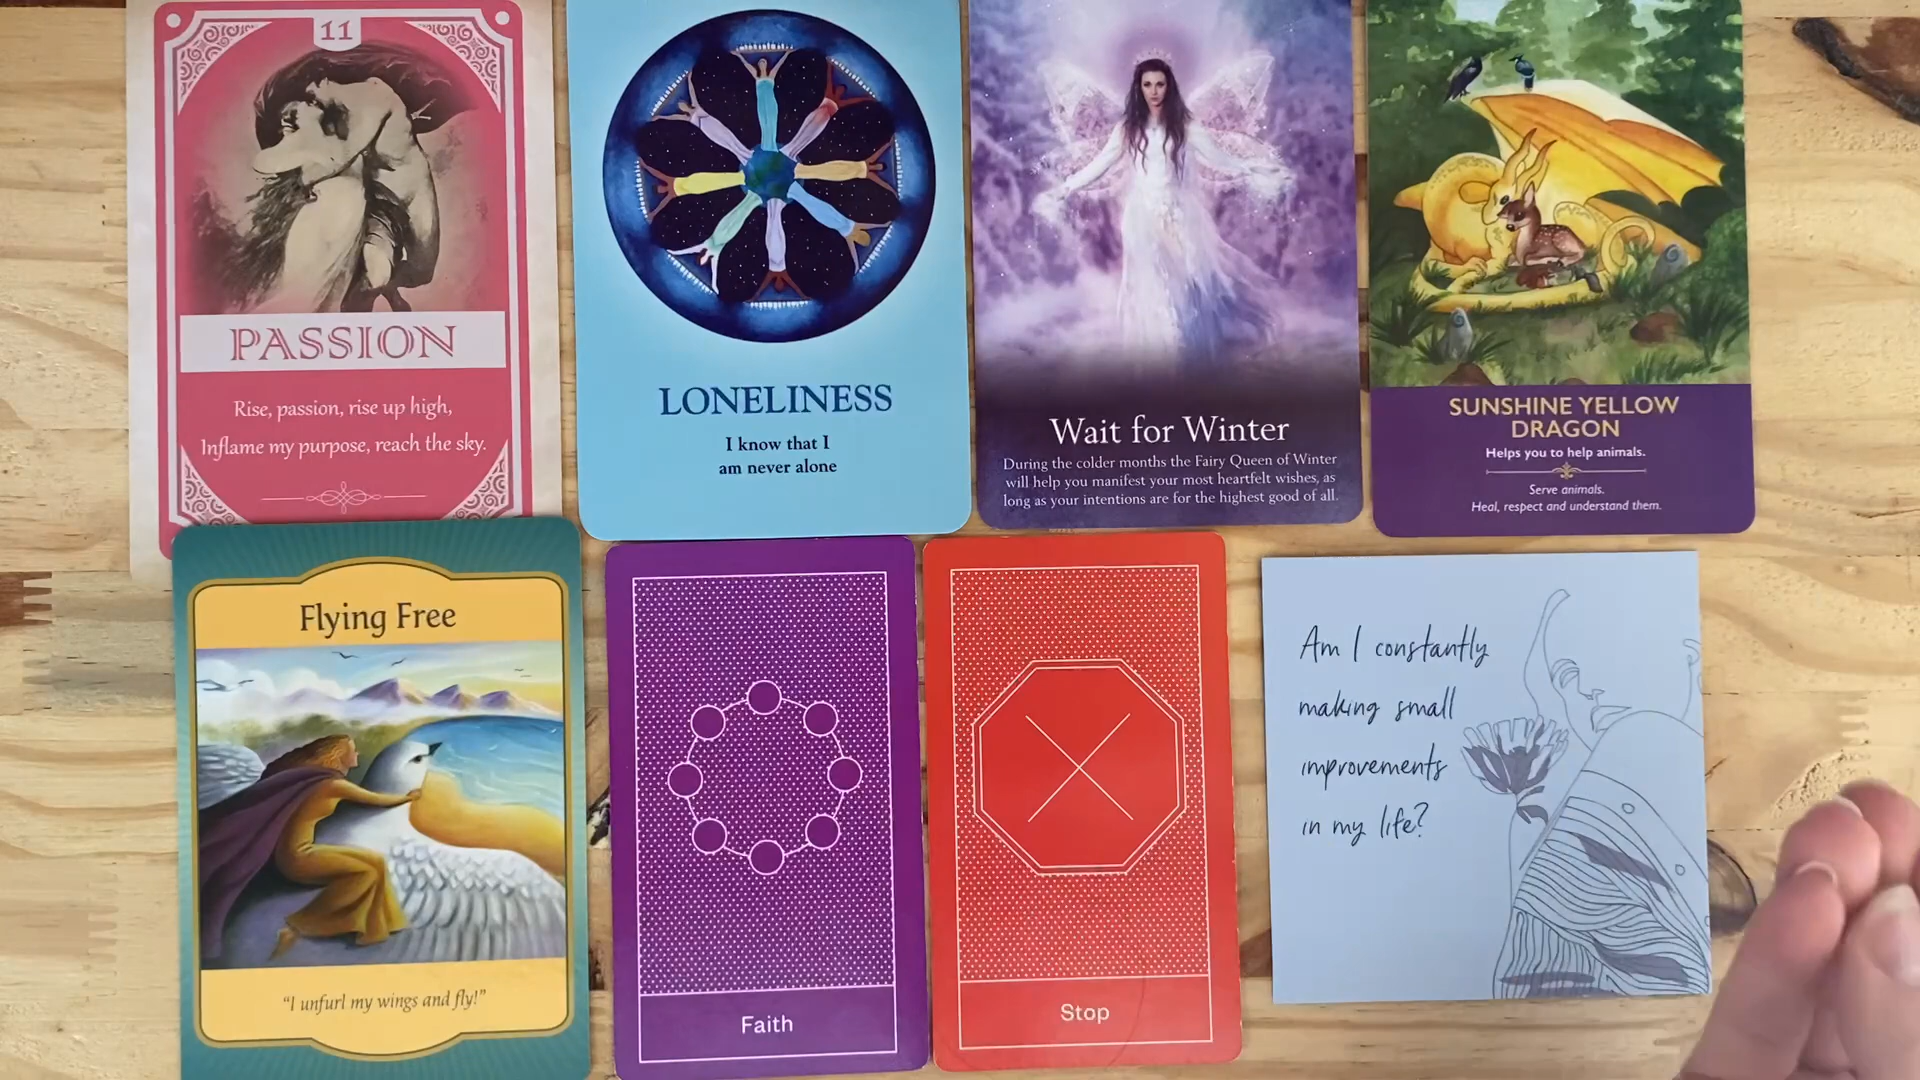 11
PASSION
Rise, passion, rise up high,
Inflame my purpose, reach the sky.
LONELINESS
I know that I
am never alone
Wait for Winter
During the colder months the Fairy Queen of Winter
will help you manifest your most heartfelt wishes, as
long as your intentions are for the highest good of all.
SUNSHINE YELLOW
DRAGON
Helps you to help animals.
Serve animals.
Heal, respect and understand them.
Flying Free
"I unfurl my wings and fly!"
Faith
Stop
Am I constantly
making small
improvements
in my life?